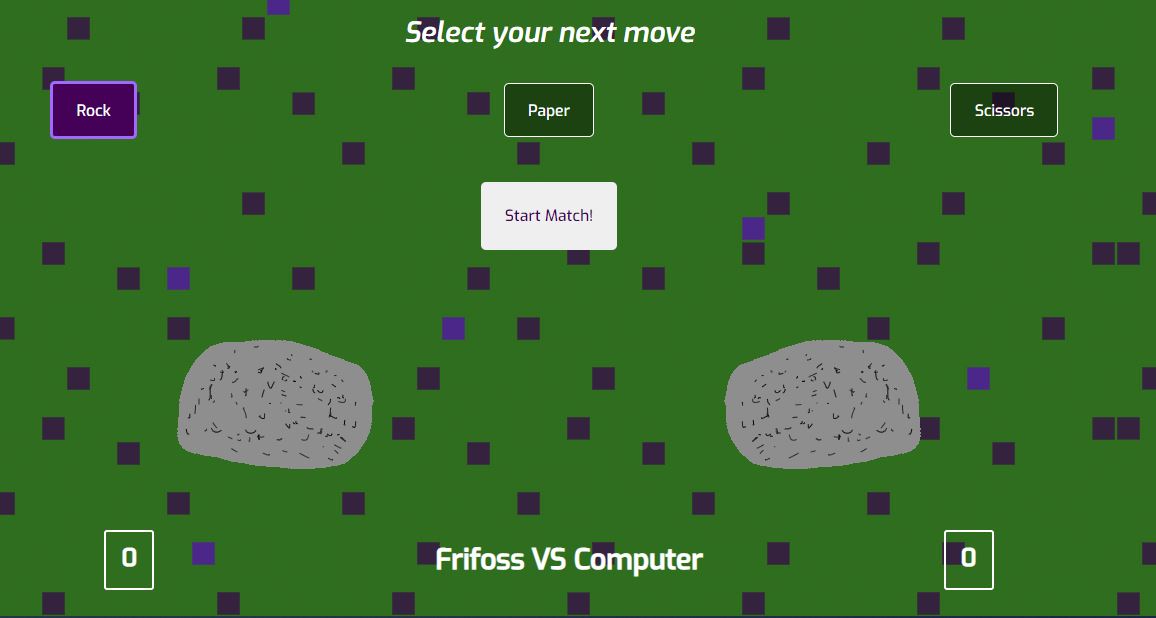 Select your next move
Rock
Paper
Scissors
Start Match!
0
Frifoss VS Computer
0